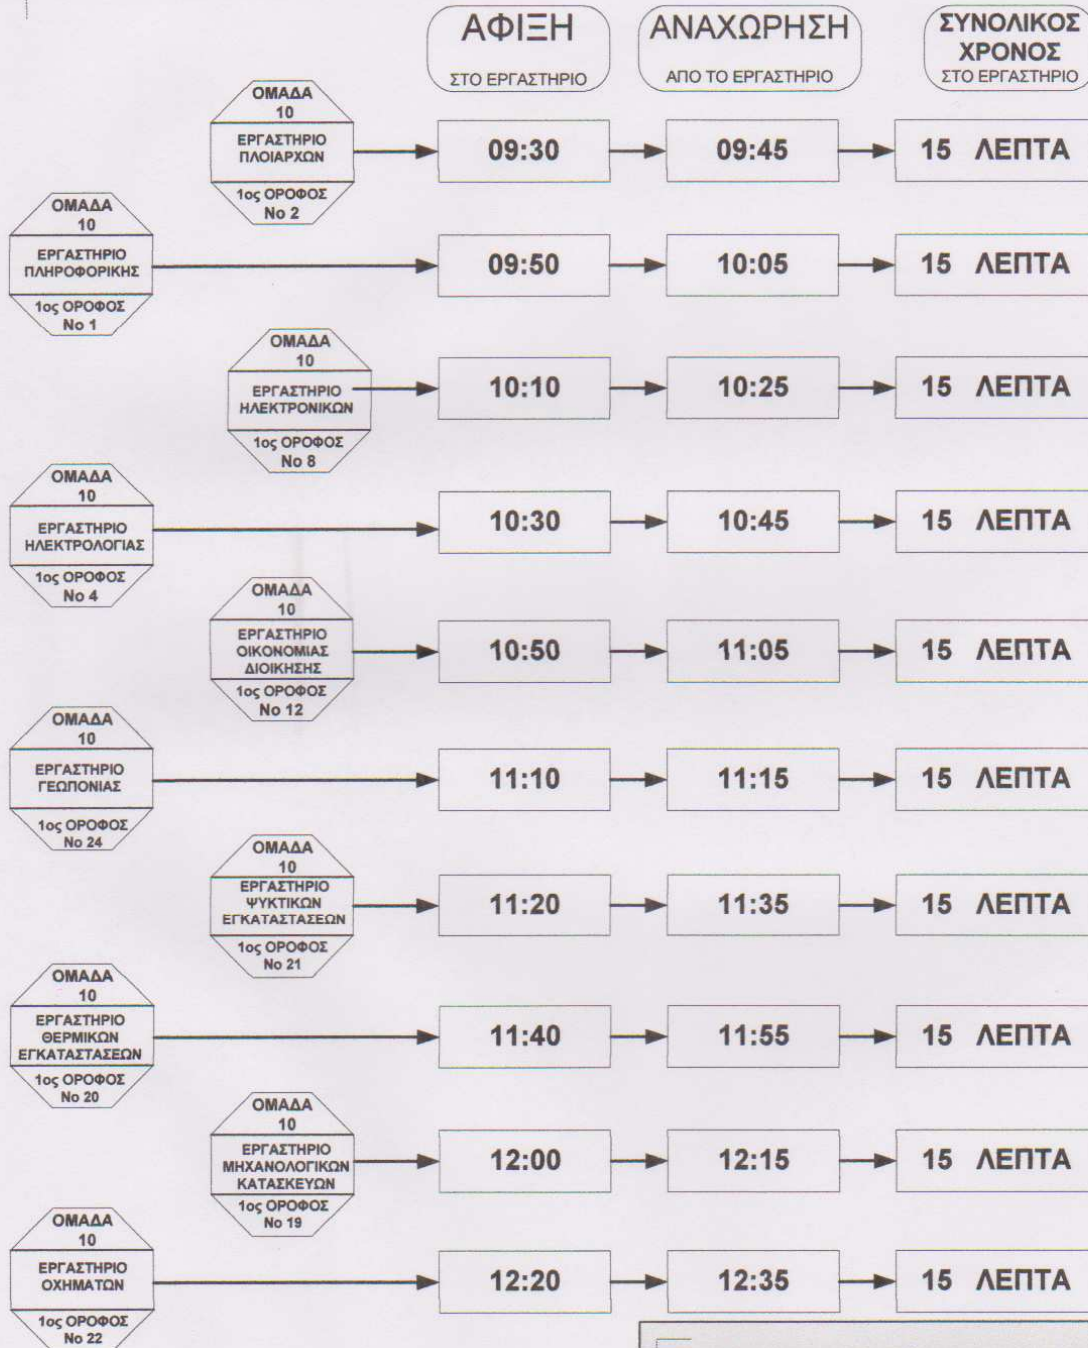 ΑΦΙΞΗ
ΣΤΟ ΕΡΓΑΣΤΗΡΙΟ
ΑΝΑΧΩΡΗΣΗ
ΑΠΟ ΤΟ ΕΡΓΑΣΤΗΡΙΟ
ΣΥΝΟΛΙΚΟΣ
ΧΡΟΝΟΣ
ΣΤΟ ΕΡΓΑΣΤΗΡΙΟ
ΟΜΑΔΑ
10
ΕΡΓΑΣΤΗΡΙΟ
ΠΛΟΙΑΡΧΩΝ
1ος ΟΡΟΦΟΣ
No 2
09:30
09:45
15 ΛΕΠΤΑ
ΟΜΑΔΑ
10
ΕΡΓΑΣΤΗΡΙΟ
ΠΛΗΡΟΦΟΡΙΚΗΣ
1ος ΟΡΟΦΟΣ
No 1
09:50
10:05
15 ΛΕΠΤΑ
ΟΜΑΔΑ
10
ΕΡΓΑΣΤΗΡΙΟ
ΗΛΕΚΤΡΟΝΙΚΩΝ
1ος ΟΡΟΦΟΣ
No 8
10:10
10:25
15 ΛΕΠΤΑ
ΟΜΑΔΑ
10
ΕΡΓΑΣΤΗΡΙΟ
ΗΛΕΚΤΡΟΛΟΓΙΑΣ
1ος ΟΡΟΦΟΣ
No 4
10:30
10:45
15 ΛΕΠΤΑ
ΟΜΑΔΑ
10
ΕΡΓΑΣΤΗΡΙΟ
ΟΙΚΟΝΟΜΙΑΣ
ΔΙΟΙΚΗΣΗΣ
1ος ΟΡΟΦΟΣ
No 12
10:50
11:05
15 ΛΕΠΤΑ
ΟΜΑΔΑ
10
ΕΡΓΑΣΤΗΡΙΟ
ΓΕΩΠΟΝΙΑΣ
1ος ΟΡΟΦΟΣ
No 24
11:10
11:15
15 ΛΕΠΤΑ
ΟΜΑΔΑ
10
ΕΡΓΑΣΤΗΡΙΟ
ΨΥΚΤΙΚΩΝ
ΕΓΚΑΤΑΣΤΑΣΕΩΝ
1ος ΟΡΟΦΟΣ
No 21
11:20
11:35
15 ΛΕΠΤΑ
ΟΜΑΔΑ
10
ΕΡΓΑΣΤΗΡΙΟ
ΘΕΡΜΙΚΩΝ
ΕΓΚΑΤΑΣΤΑΣΕΩΝ
1ος ΟΡΟΦΟΣ
No 20
11:40
11:55
15 ΛΕΠΤΑ
ΟΜΑΔΑ
10
ΕΡΓΑΣΤΗΡΙΟ
ΜΗΧΑΝΟΛΟΓΙΚΩΝ
ΚΑΤΑΣΚΕΥΩΝ
1ος ΟΡΟΦΟΣ
No 19
12:00
12:15
15 ΛΕΠΤΑ
ΟΜΑΔΑ
10
ΕΡΓΑΣΤΗΡΙΟ
ΟΧΗΜΑΤΩΝ
1ος ΟΡΟΦΟΣ
No 22
12:20
12:35
15 ΛΕΠΤΑ